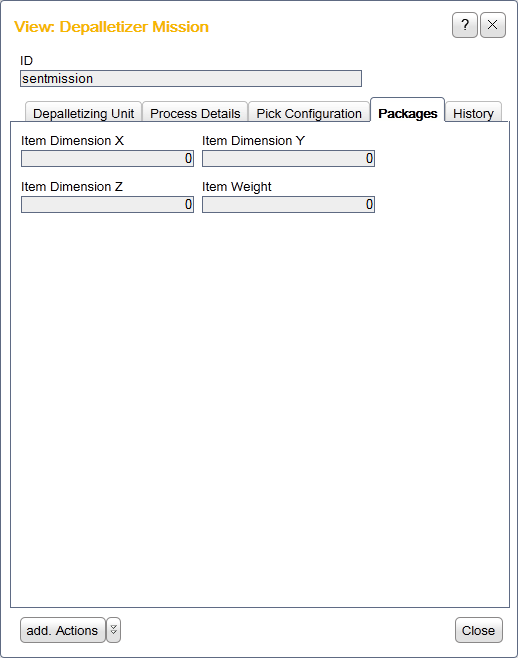 View: Depalletizer Mission
?
ID
sentmission
Depalletizing Unit Process Details Pick Configuration Packages History
Item Dimension X Item Dimension Y
0 0
Item Dimension Z Item Weight
0 0
add. Actions Close